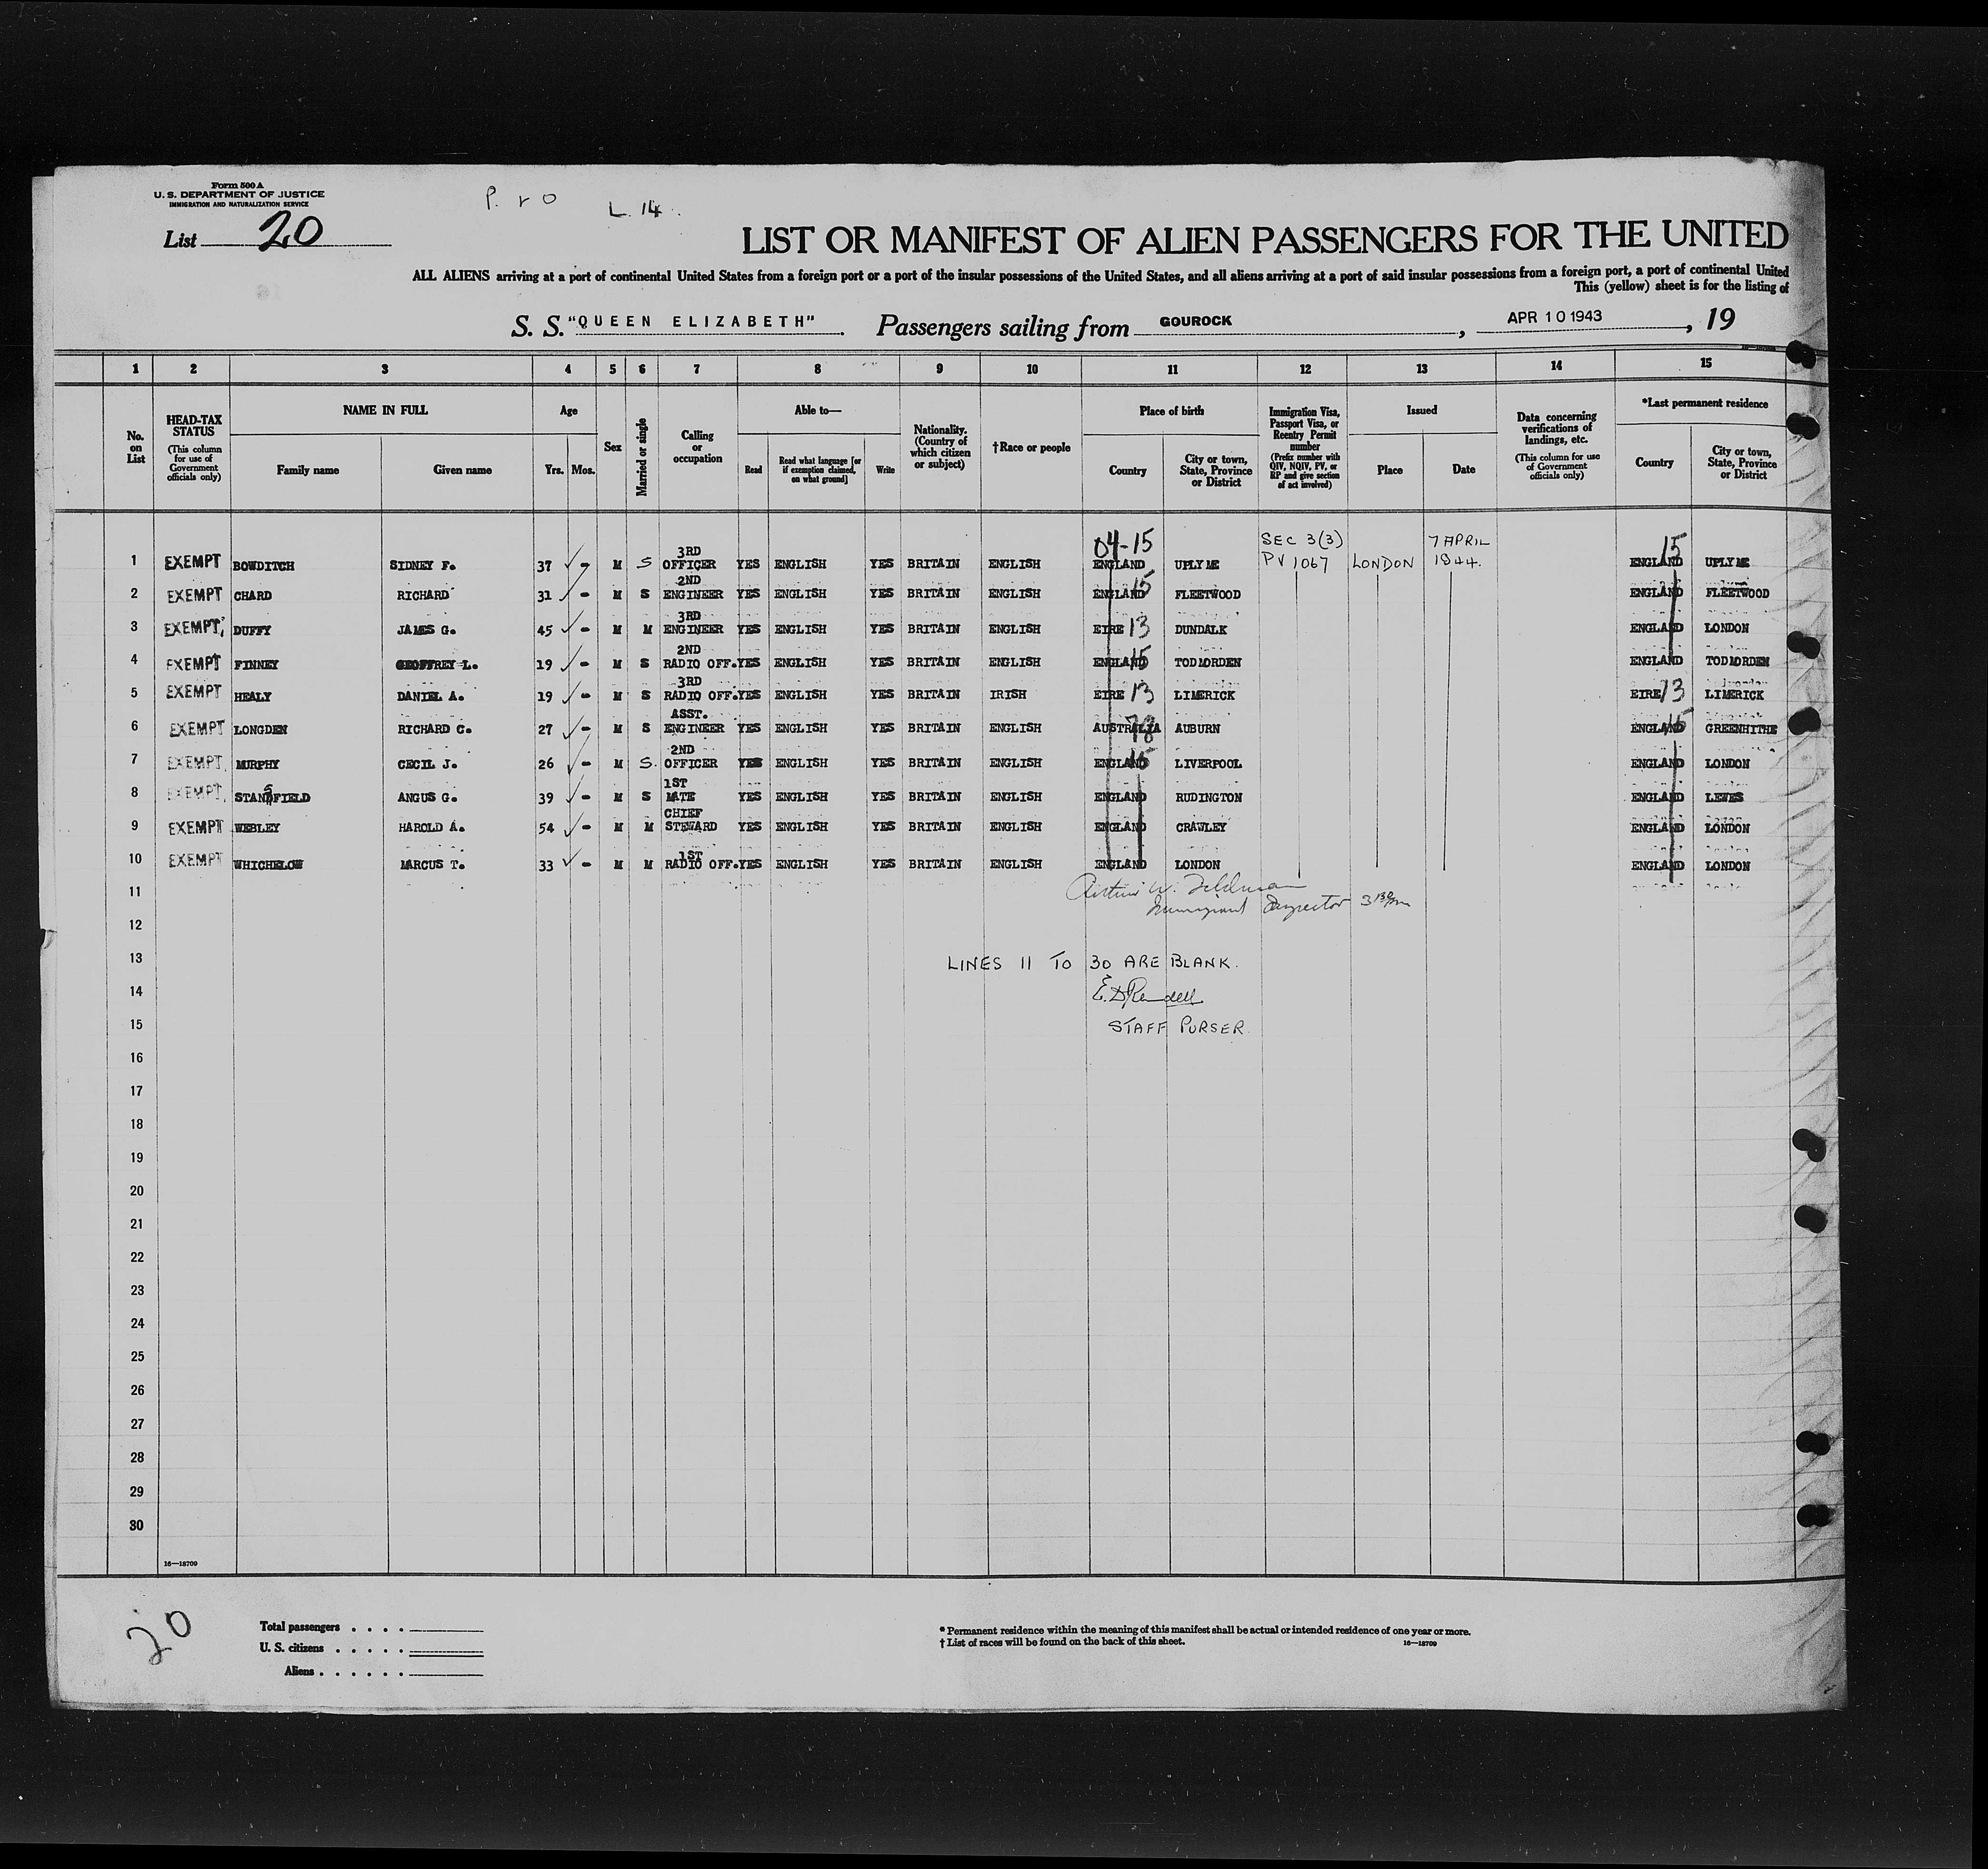 Form 500 A
U. S. DEPARTMENT OF JUSTICE
IMMIGRATION AND NATURALIZATION SERVICE
P. r o L. 14
List 20
LIST OR MANIFEST OF ALIEN PASSENGERS FOR THE UNITED
ALL ALIENS arriving at a port of continental United States from a foreign port or a port of the insular possessions of the United States, and all aliens arriving at a port of said insular possessions from a foreign port, a port of continental United
This (yellow) sheet is for the listing of
S. S. "QUEEN ELIZABETH" Passengers sailing from GOUROCK , APR 10 1943 , 19
1 2 3 4 5 6 7 8 9 10 11 12 13 14 15
No. on List
HEAD-TAX STATUS
(This column for use of Government officials only)
NAME IN FULL
Family name Given name
Age
Yrs. Mos.
Sex
Married or single
Calling or occupation
Able to—
Read
Read what language [or if exemption claimed, on what ground]
Write
Nationality. (Country of which citizen or subject)
†Race or people
Place of birth
Country
City or town, State, Province or District
Immigration Visa, Passport Visa, or Reentry Permit number
(Prefix number with QIV, NQIV, PV, or RP and give section of act involved)
Issued
Place Date
Data concerning verifications of landings, etc.
(This column for use of Government officials only)
*Last permanent residence
Country
City or town, State, Province or District
04-15 SEC 3(3) 7 APRIL 15
1 EXEMPT BOWDITCH SIDNEY F. 37 - M S 3RD OFFICER YES ENGLISH YES BRITAIN ENGLISH ENGLAND UPLYME PV 1067 LONDON 1944. ENGLAND UPLYME
2 EXEMPT CHARD RICHARD 31 - M S 2ND ENGINEER YES ENGLISH YES BRITAIN ENGLISH ENGLAND 15 FLEETWOOD ENGLAND FLEETWOOD
3 EXEMPT DUFFY JAMES G. 45 - M M 3RD ENGINEER YES ENGLISH YES BRITAIN ENGLISH EIRE 13 DUNDALK ENGLAND LONDON
4 EXEMPT FINNEY GEOFFREY L. 19 - M S 2ND RADIO OFF. YES ENGLISH YES BRITAIN ENGLISH ENGLAND 15 TODMORDEN ENGLAND TODMORDEN
5 EXEMPT HEALY DANIEL A. 19 - M S 3RD RADIO OFF. YES ENGLISH YES BRITAIN IRISH EIRE 13 LIMERICK EIRE 13 LIMERICK
6 EXEMPT LONGDEN RICHARD C. 27 - M S ASST. ENGINEER YES ENGLISH YES BRITAIN ENGLISH AUSTRALIA 78 AUBURN ENGLAND 15 GREENHITHE
7 EXEMPT MURPHY CECIL J. 26 - M S. 2ND OFFICER YES ENGLISH YES BRITAIN ENGLISH ENGLAND 15 LIVERPOOL ENGLAND LONDON
8 EXEMPT STANSFIELD ANGUS G. 39 - M S 1ST MATE YES ENGLISH YES BRITAIN ENGLISH ENGLAND RUDINGTON ENGLAND LEWES
9 EXEMPT WEBLEY HAROLD A. 54 - M M CHIEF STEWARD YES ENGLISH YES BRITAIN ENGLISH ENGLAND CRAWLEY ENGLAND LONDON
10 EXEMPT WHICHELOW MARCUS T. 33 - M M 1ST RADIO OFF. YES ENGLISH YES BRITAIN ENGLISH ENGLAND LONDON ENGLAND LONDON
11 Arthur W. Feldman
Immigrant Inspector
12
13 LINES 11 TO 30 ARE BLANK.
14 E. D Rendell
15 STAFF PURSER
16
17
18
19
20
21
22
23
24
25
26
27
28
29
30
16—18709
20
Total passengers
U. S. citizens
Aliens
* Permanent residence within the meaning of this manifest shall be actual or intended residence of one year or more.
† List of races will be found on the back of this sheet. 16—18709